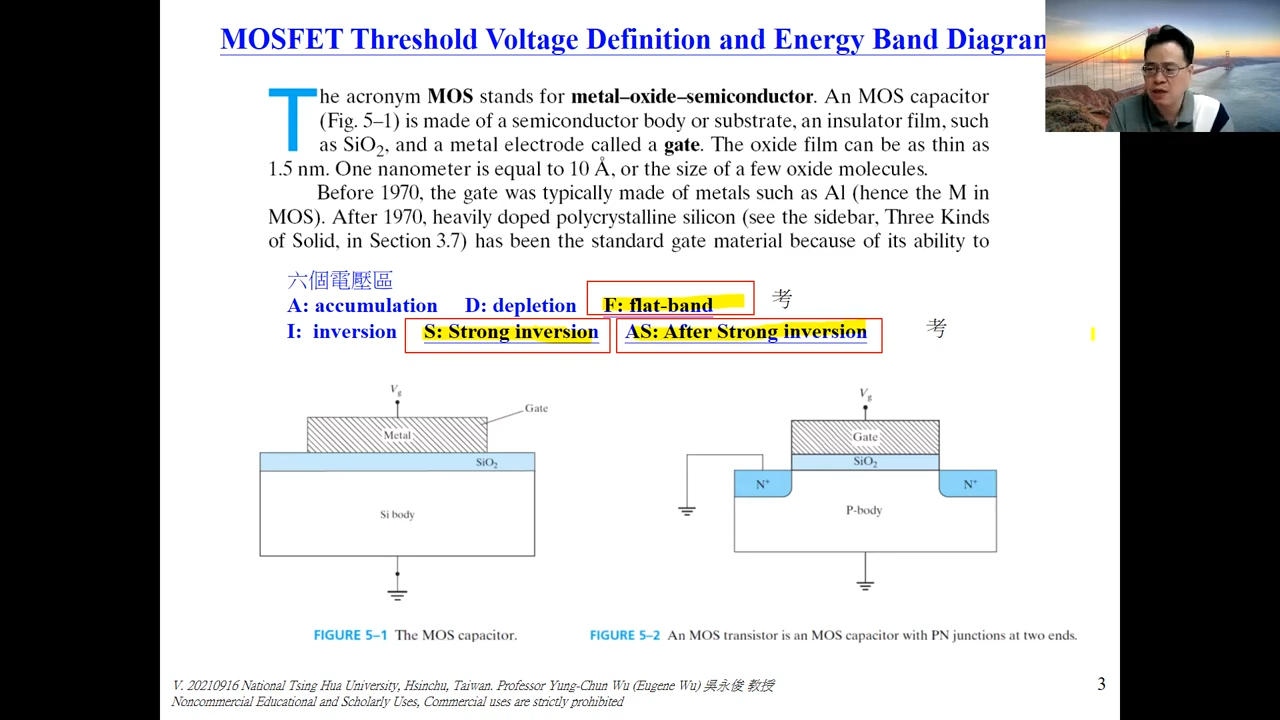 MOSFET Threshold Voltage Definition and Energy Band Diagram
The acronym MOS stands for metal–oxide–semiconductor. An MOS capacitor
(Fig. 5–1) is made of a semiconductor body or substrate, an insulator film, such
as SiO₂, and a metal electrode called a gate. The oxide film can be as thin as
1.5 nm. One nanometer is equal to 10 Å, or the size of a few oxide molecules.
Before 1970, the gate was typically made of metals such as Al (hence the M in
MOS). After 1970, heavily doped polycrystalline silicon (see the sidebar, Three Kinds
of Solid, in Section 3.7) has been the standard gate material because of its ability to
六個電壓區
A: accumulation D: depletion F: flat-band 考
I: inversion S: Strong inversion AS: After Strong inversion 考
Vg
Gate
Metal
SiO₂
Si body
FIGURE 5–1 The MOS capacitor.
Vg
Gate
SiO₂
N⁺ N⁺
P-body
FIGURE 5–2 An MOS transistor is an MOS capacitor with PN junctions at two ends.
V. 20210916 National Tsing Hua University, Hsinchu, Taiwan. Professor Yung-Chun Wu (Eugene Wu) 吳永俊 教授
Noncommercial Educational and Scholarly Uses, Commercial uses are strictly prohibited
3